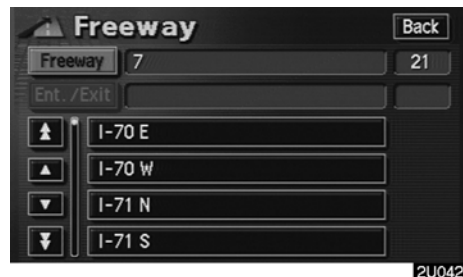 Freeway Back
Freeway 7 21
Ent./Exit
I-70 E
I-70 W
I-71 N
I-71 S
2U042